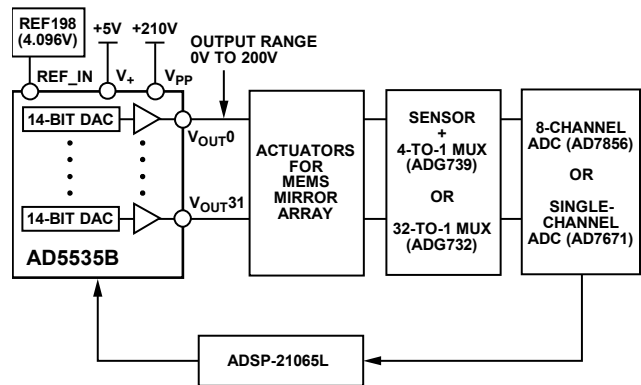 REF198
(4.096V)
+5V
+210V
OUTPUT RANGE
0V TO 200V
REF_IN
V+
VPP
14-BIT DAC
VOUT0
14-BIT DAC
VOUT31
AD5535B
ACTUATORS
FOR
MEMS
MIRROR
ARRAY
SENSOR
+
4-TO-1 MUX
(ADG739)
OR
32-TO-1 MUX
(ADG732)
8-CHANNEL
ADC (AD7856)
OR
SINGLE-
CHANNEL
ADC (AD7671)
ADSP-21065L